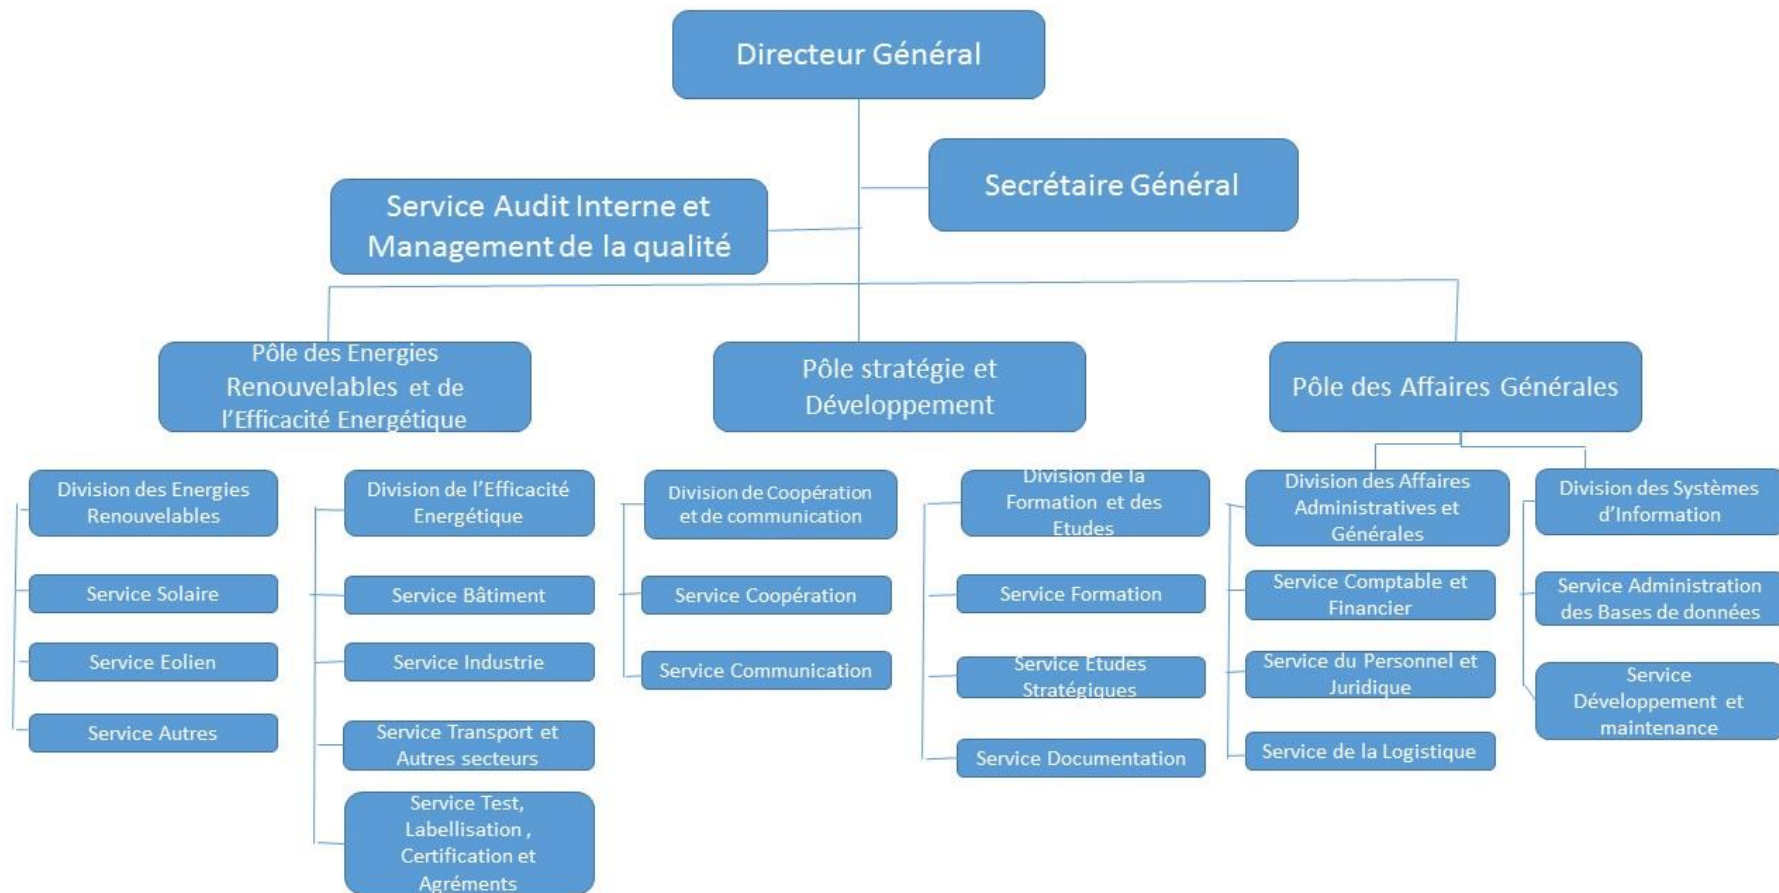 Directeur Général
Secrétaire Général
Service Audit Interne et
Management de la qualité
Pôle des Energies
Renouvelables et de
l’Efficacité Energétique
Pôle stratégie et
Développement
Pôle des Affaires Générales
Division des Energies
Renouvelables
Service Solaire
Service Eolien
Service Autres
Division de l’Efficacité
Energétique
Service Bâtiment
Service Industrie
Service Transport et
Autres secteurs
Service Test,
Labellisation ,
Certification et
Agréments
Division de Coopération
et de communication
Service Coopération
Service Communication
Division de la
Formation et des
Etudes
Service Formation
Service Etudes
Stratégiques
Service Documentation
Division des Affaires
Administratives et
Générales
Service Comptable et
Financier
Service du Personnel et
Juridique
Service de la Logistique
Division des Systèmes
d’Information
Service Administration
des Bases de données
Service
Développement et
maintenance